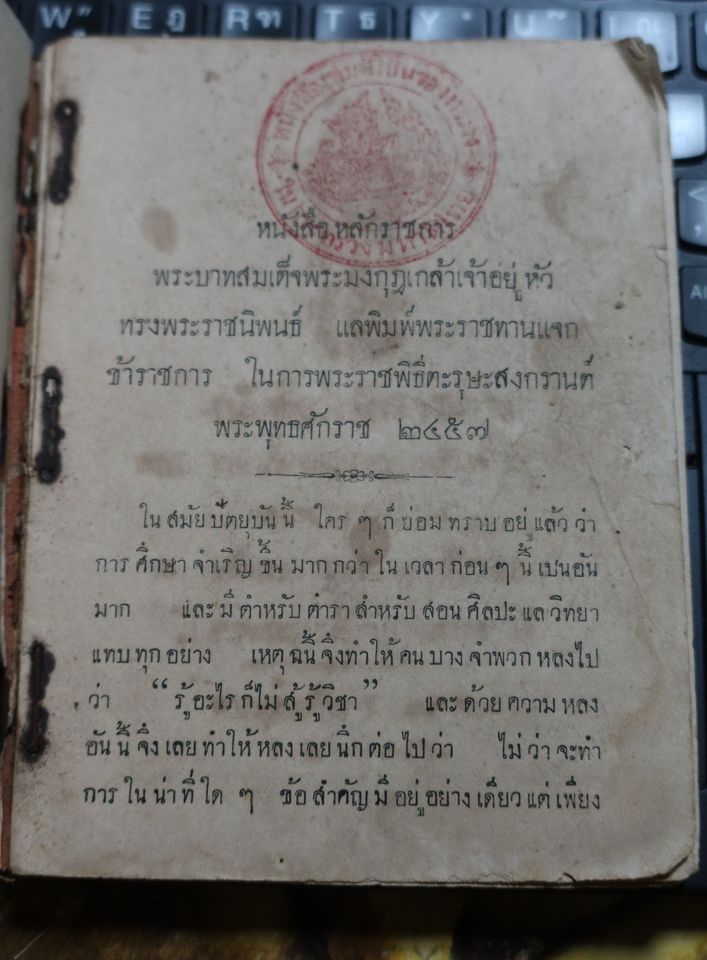 W
E ฎ
R ฑ
T ธ
Y
U
I ณ
หนังสือ หลักราชการ
พระบาทสมเด็จพระมงกุฎเกล้าเจ้าอยู่หัว
ทรงพระราชนิพนธ์ แลพิมพ์พระราชทานแจก
ข้าราชการ ในการพระราชพิธีตะรุษะสงกรานต์
พระพุทธศักราช ๒๔๕๗
ใน สมัย ปัตยุบัน นี้ ใคร ๆ ก็ ย่อม ทราบ อยู่ แล้ว ว่า
การ ศึกษา จำเริญ ขึ้น มาก กว่า ใน เวลา ก่อน ๆ นี้ เปนอัน
มาก และ มี ตำหรับ ตำรา สำหรับ สอน ศิลปะ แล วิทยา
แทบ ทุก อย่าง เหตุ ฉนี้ จึงทำ ให้ คน บาง จำพวก หลงไป
ว่า “ รู้ อะไร ก็ไม่ สู้ รู้ วิชา ” และ ด้วย ความ หลง
อัน นี้ จึง เลย ทำ ให้ หลง เลย นึก ต่อ ไป ว่า ไม่ ว่า จะทำ
การ ใน น่า ที่ ใด ๆ ข้อ สำคัญ มี อยู่ อย่าง เดียว แต่ เพียง